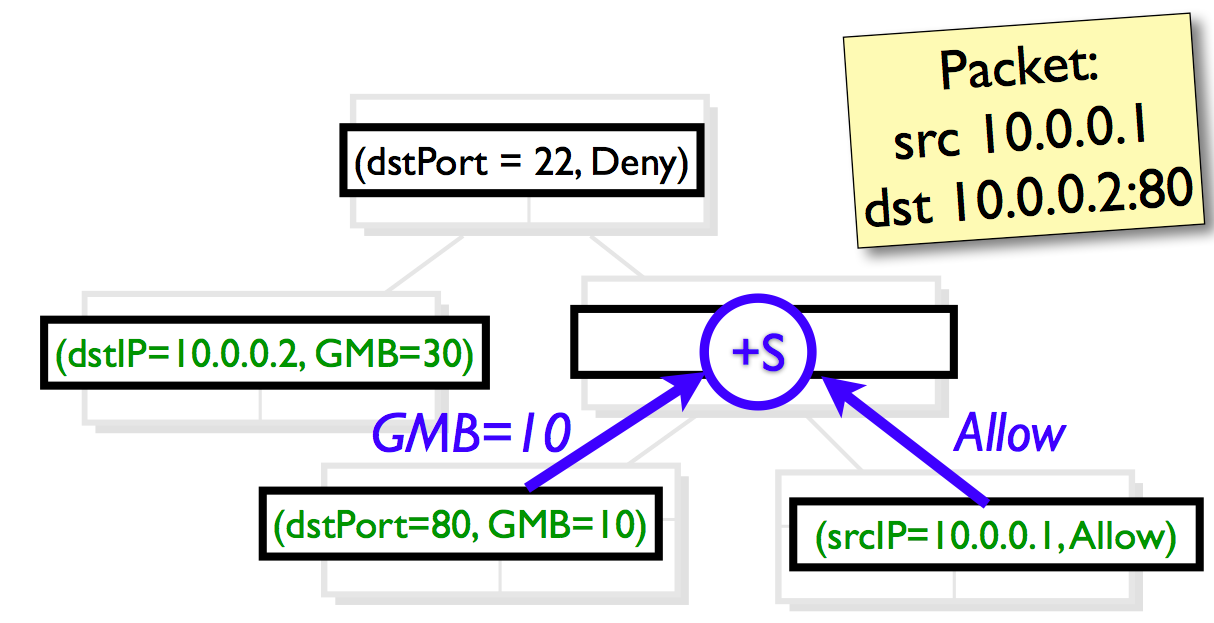 Packet:
src 10.0.0.1
dst 10.0.0.2:80
(dstPort = 22, Deny)
(dstIP=10.0.0.2, GMB=30)
+S
GMB=10
Allow
(dstPort=80, GMB=10)
(srcIP=10.0.0.1, Allow)